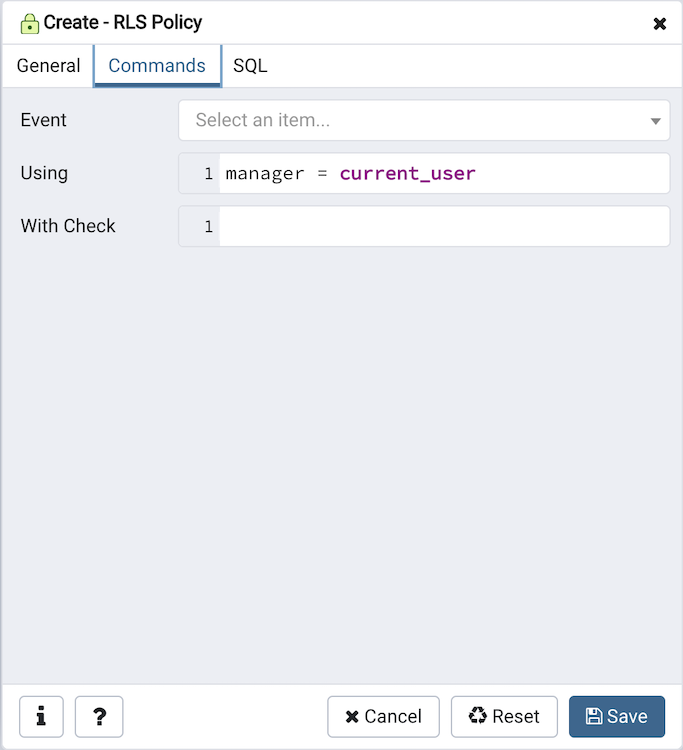 Create - RLS Policy
General Commands SQL
Event Select an item...
Using 1 manager = current_user
With Check 1
i ? Cancel Reset Save